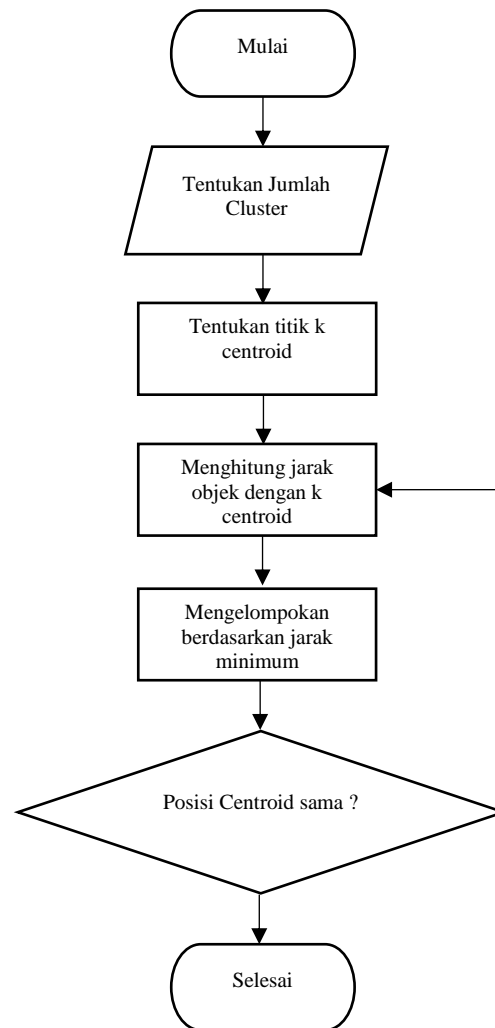 Mulai
Tentukan Jumlah
Cluster
Tentukan titik k
centroid
Menghitung jarak
objek dengan k
centroid
Mengelompokan
berdasarkan jarak
minimum
Posisi Centroid sama ?
Selesai